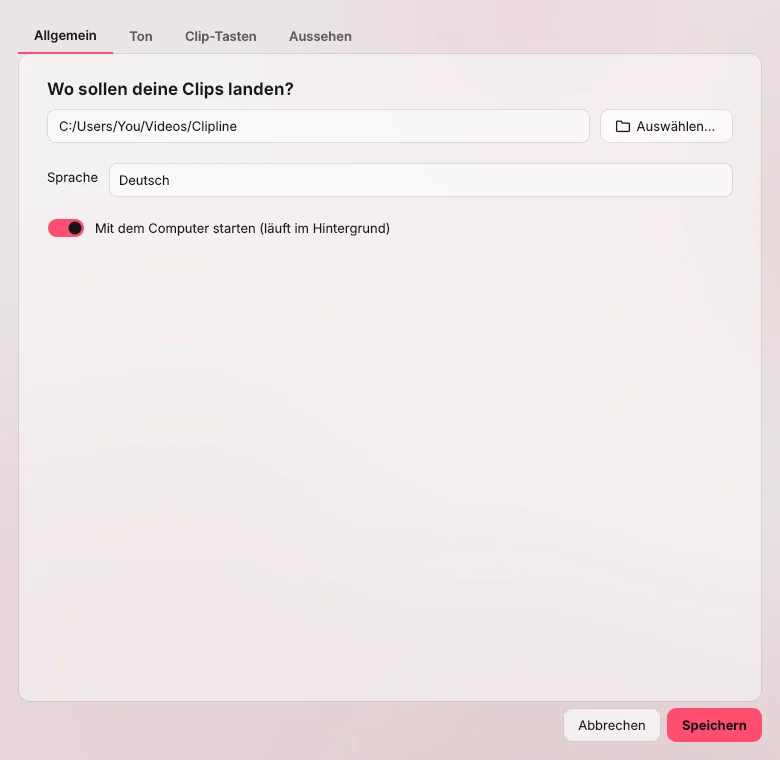 Allgemein Ton Clip-Tasten Aussehen
Wo sollen deine Clips landen?
C:/Users/You/Videos/Clipline Auswählen...
Sprache Deutsch
Mit dem Computer starten (läuft im Hintergrund)
Abbrechen Speichern